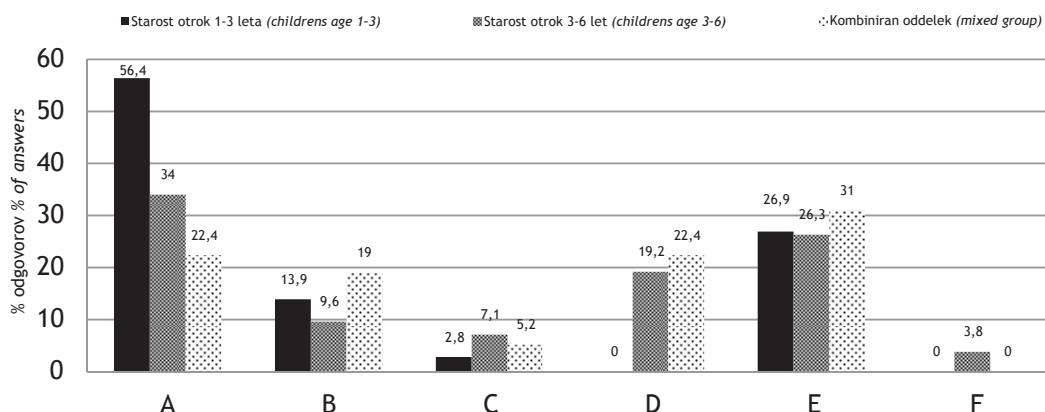 Starost otrok 1-3 leta (childrens age 1-3) Starost otrok 3-6 let (childrens age 3-6) Kombiniran oddelek (mixed group)
% odgovorov % of answers
60
50
40
30
20
10
0
56,4 34 22,4
13,9 9,6 19
2,8 7,1 5,2
0 19,2 22,4
26,9 26,3 31
0 3,8 0
A B C D E F